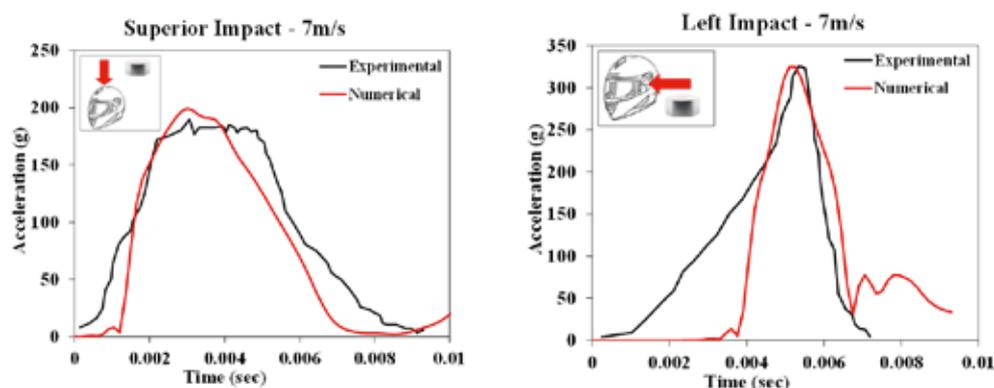 Superior Impact - 7m/s
250
200
150
100
50
0
Acceleration (g)
Experimental
Numerical
0
0.002
0.004
0.006
0.008
0.01
Time (sec)
Left Impact - 7m/s
350
300
250
200
150
100
50
0
Acceleration (g)
Experimental
Numerical
0
0.002
0.004
0.006
0.008
0.01
Time (sec)